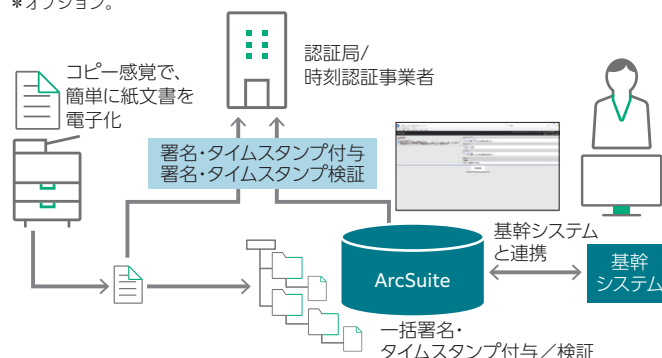 *オプション。
コピー感覚で、
簡単に紙文書を
電子化
認証局/
時刻認証事業者
署名・タイムスタンプ付与
署名・タイムスタンプ検証
基幹システム
と連携
ArcSuite
基幹
システム
一括署名・
タイムスタンプ付与／検証